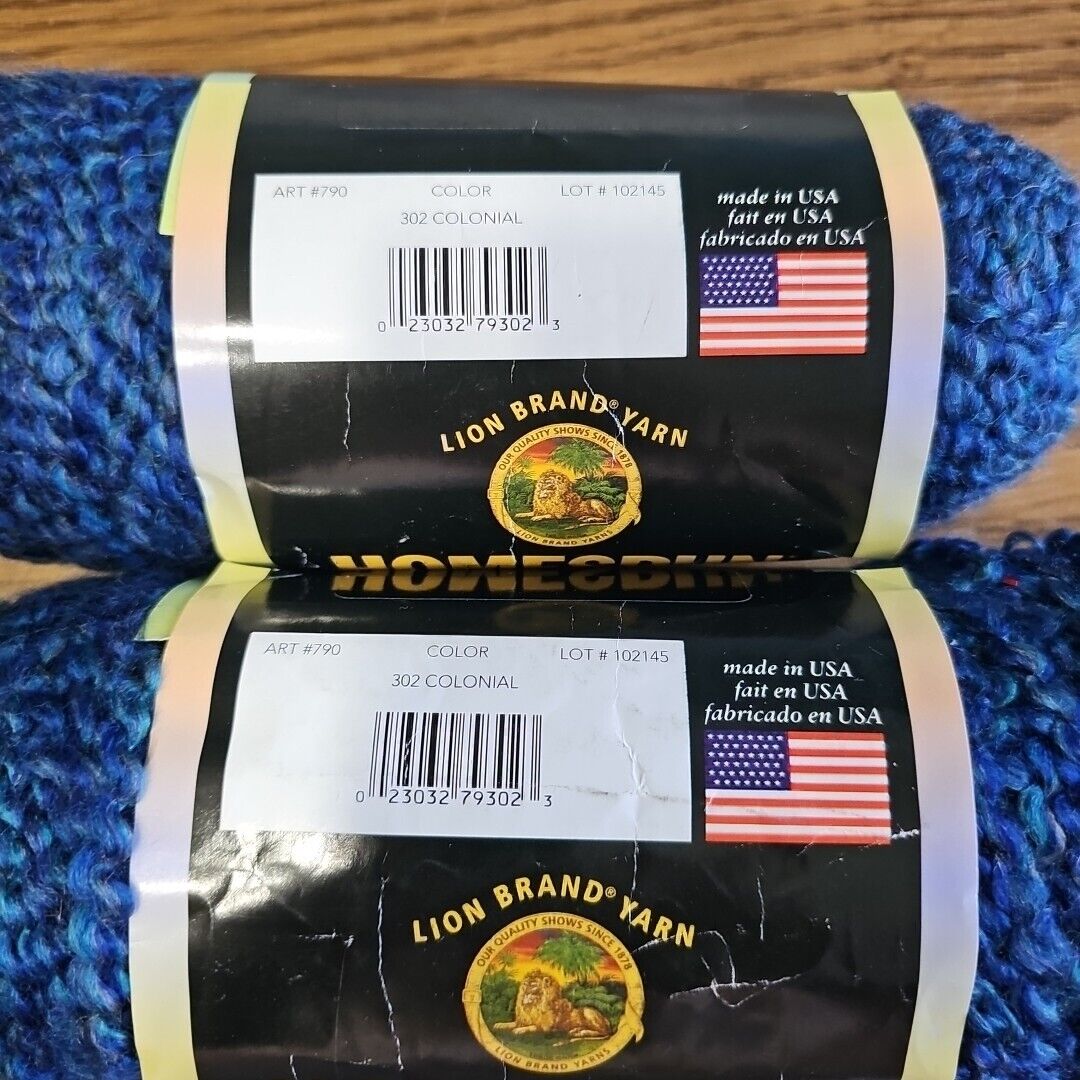 ART #790 COLOR LOT # 102145
302 COLONIAL
0 23032 79302 3
made in USA
fait en USA
fabricado en USA
LION BRAND® YARN
OUR QUALITY SHOWS SINCE 1878
LION BRAND YARNS
HOMESPUN
ART #790 COLOR LOT # 102145
302 COLONIAL
0 23032 79302 3
made in USA
fait en USA
fabricado en USA
LION BRAND® YARN
OUR QUALITY SHOWS SINCE 1878
LION BRAND YARNS